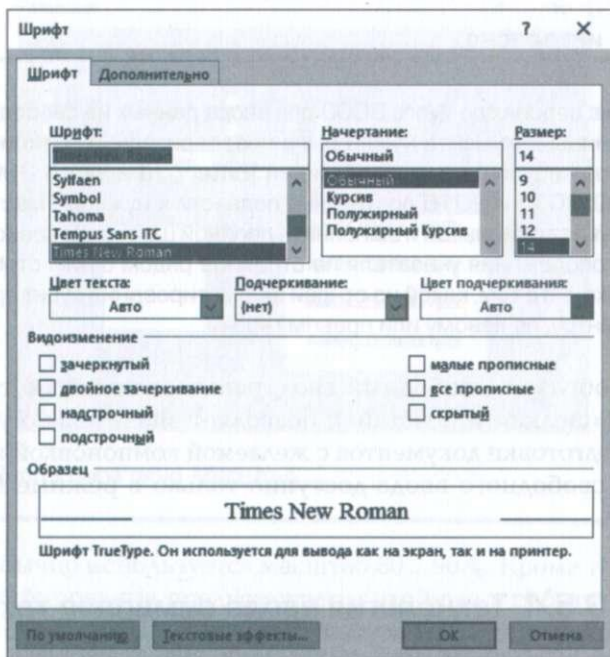 Шрифт ? ×
Шрифт Дополнительно
Шрифт: Начертание: Размер:
Times New Roman Обычный 14
Sylfaen Обычный 9
Symbol Курсив 10
Tahoma Полужирный 11
Tempus Sans ITC Полужирный Курсив 12
Times New Roman 14
Цвет текста: Подчеркивание: Цвет подчеркивания:
Авто (нет) Авто
Видоизменение
зачеркнутый малые прописные
двойное зачеркивание все прописные
надстрочный скрытый
подстрочный
Образец
Times New Roman
Шрифт TrueType. Он используется для вывода как на экран, так и на принтер.
По умолчанию Текстовые эффекты... ОК Отмена